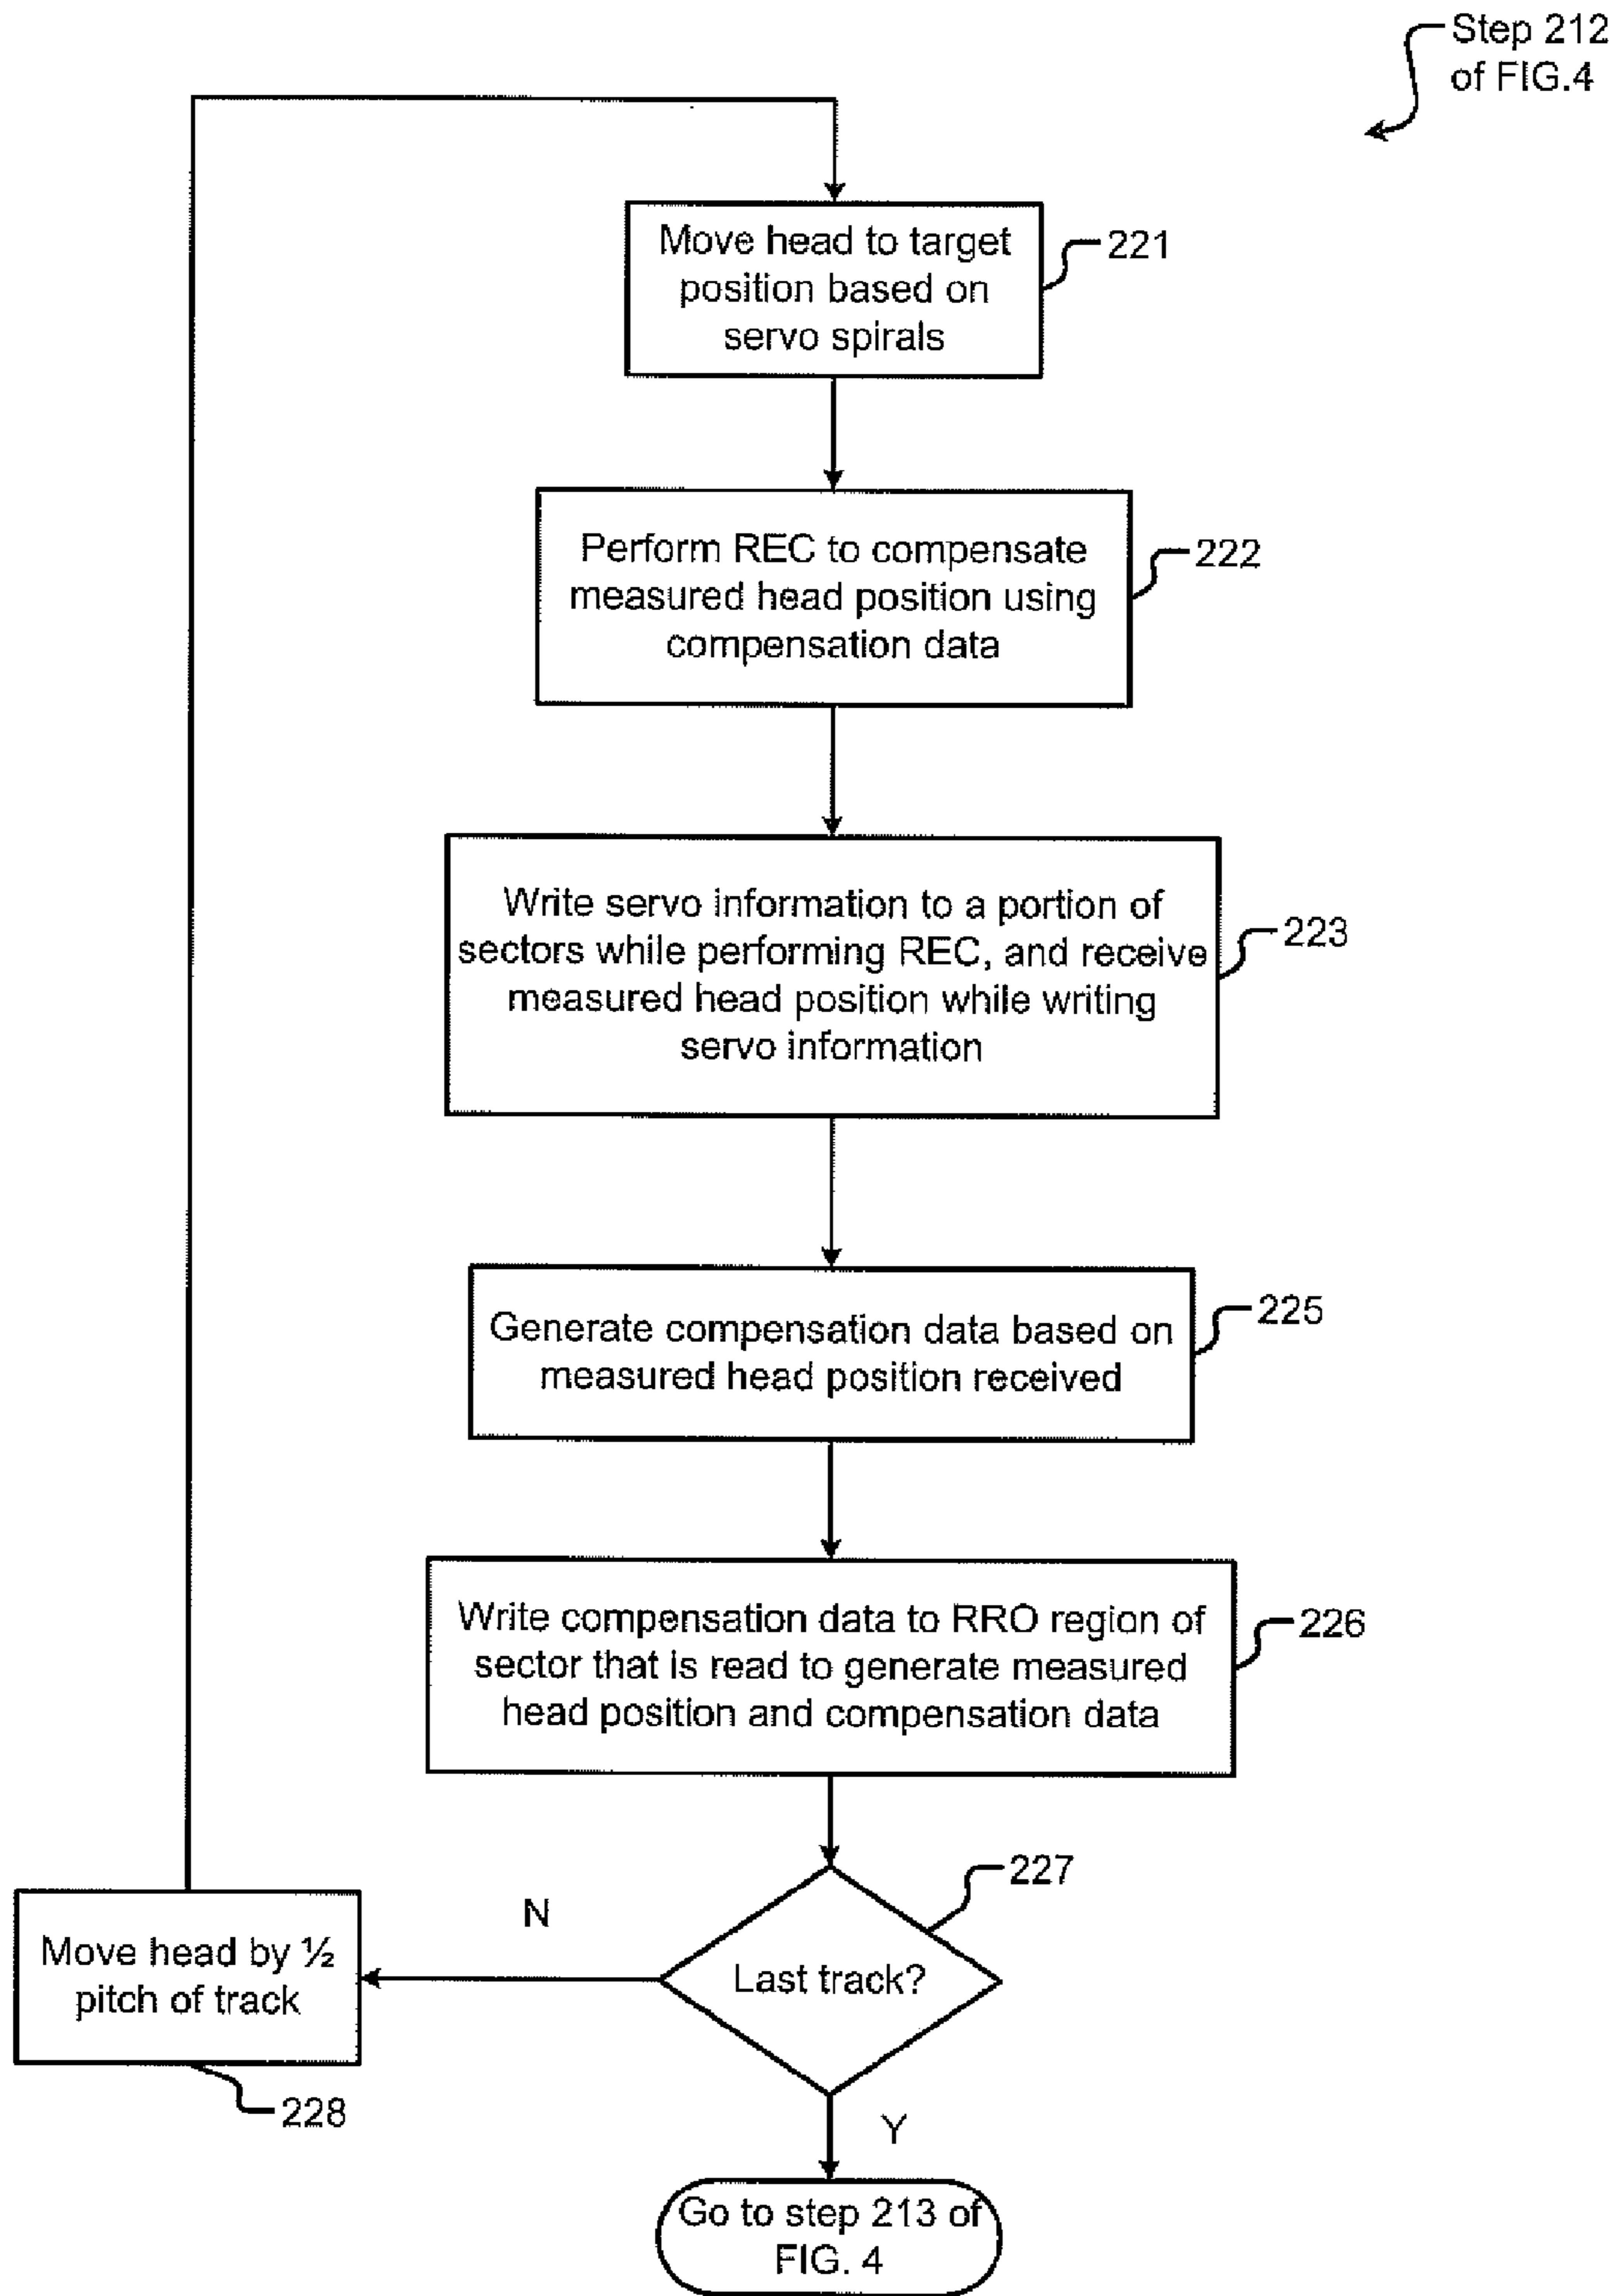 Step 212
of FIG.4
Move head to target
position based on
servo spirals
221
Perform REC to compensate
measured head position using
compensation data
222
Write servo information to a portion of
sectors while performing REC, and receive
measured head position while writing
servo information
223
Generate compensation data based on
measured head position received
225
Write compensation data to RRO region of
sector that is read to generate measured
head position and compensation data
226
227
Last track?
N
Move head by ½
pitch of track
228
Y
Go to step 213 of
FIG. 4